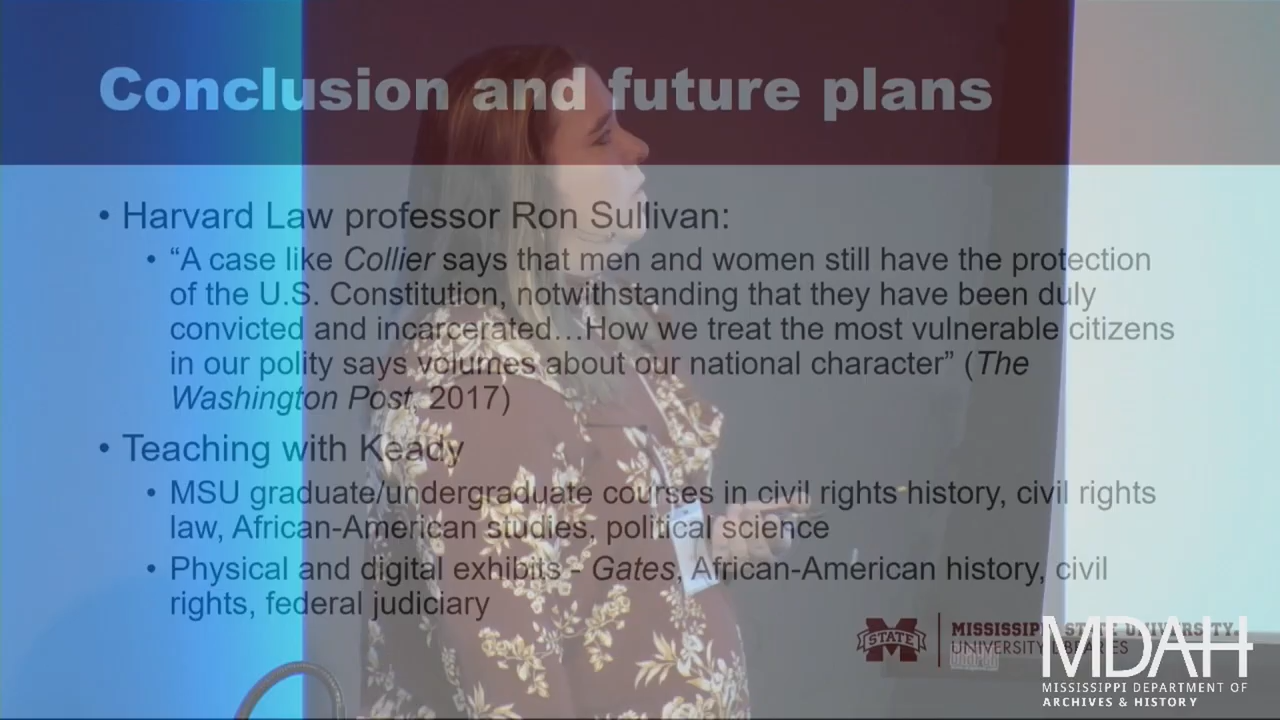 Conclusion and future plans
• Harvard Law professor Ron Sullivan:
• “A case like Collier says that men and women still have the protection
of the U.S. Constitution, notwithstanding that they have been duly
convicted and incarcerated…How we treat the most vulnerable citizens
in our polity says volumes about our national character” (The
Washington Post, 2017)
• Teaching with Keady
• MSU graduate/undergraduate courses in civil rights history, civil rights
law, African-American studies, political science
• Physical and digital exhibits - Gates, African-American history, civil
rights, federal judiciary
STATE
MISSISSIPPI STATE UNIVERSITY
UNIVERSITY LIBRARIES
MDAH
MISSISSIPPI DEPARTMENT OF
ARCHIVES & HISTORY